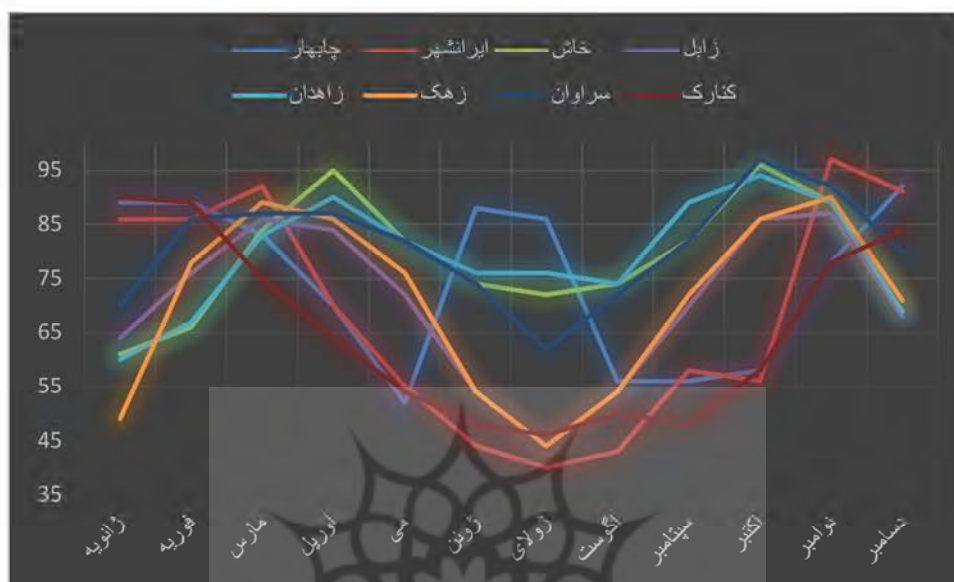 چابهار ایرانشهر خاش زابل
زاهدان زهک سراوان کنارک
95
85
75
65
55
45
35
ژانویه فوریه مارس آوریل می ژوئن ژولای اگوست سپتامبر اکتبر نوامبر دسامبر